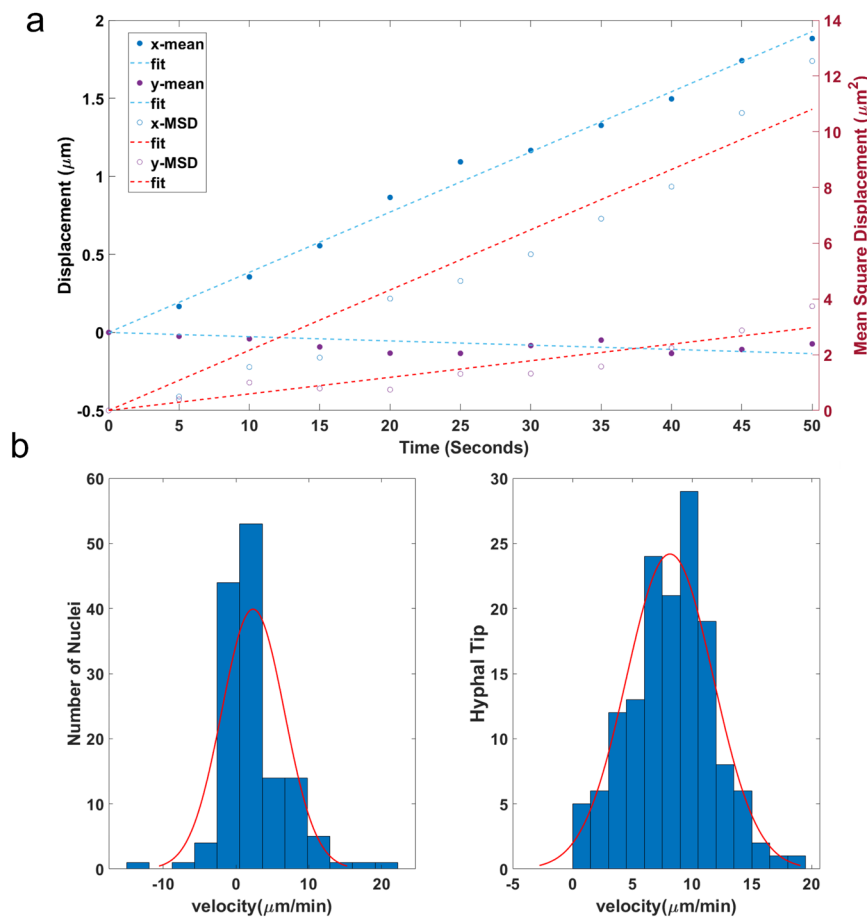 a
2
1.5
1
0.5
0
-0.5
Displacement (μm)
x-mean
fit
y-mean
fit
x-MSD
fit
y-MSD
fit
14
12
10
8
6
4
2
0
Mean Square Displacement (μm²)
0 5 10 15 20 25 30 35 40 45 50
Time (Seconds)
b
60
50
40
30
20
10
0
Number of Nuclei
-10 0 10 20
velocity(μm/min)
30
25
20
15
10
5
0
Hyphal Tip
-5 0 5 10 15 20
velocity(μm/min)